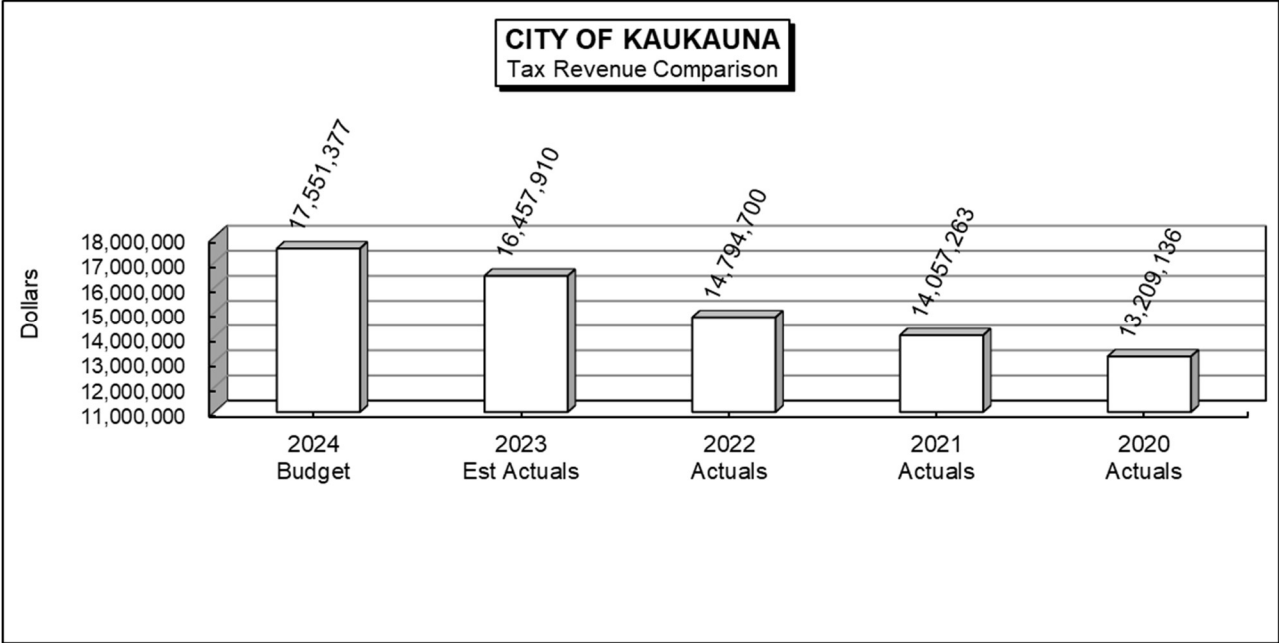 CITY OF KAUKAUNA
Tax Revenue Comparison
17,551,377
16,457,910
14,794,700
14,057,263
13,209,136
Dollars
18,000,000
17,000,000
16,000,000
15,000,000
14,000,000
13,000,000
12,000,000
11,000,000
2024 2023 2022 2021 2020
Budget Est Actuals Actuals Actuals Actuals